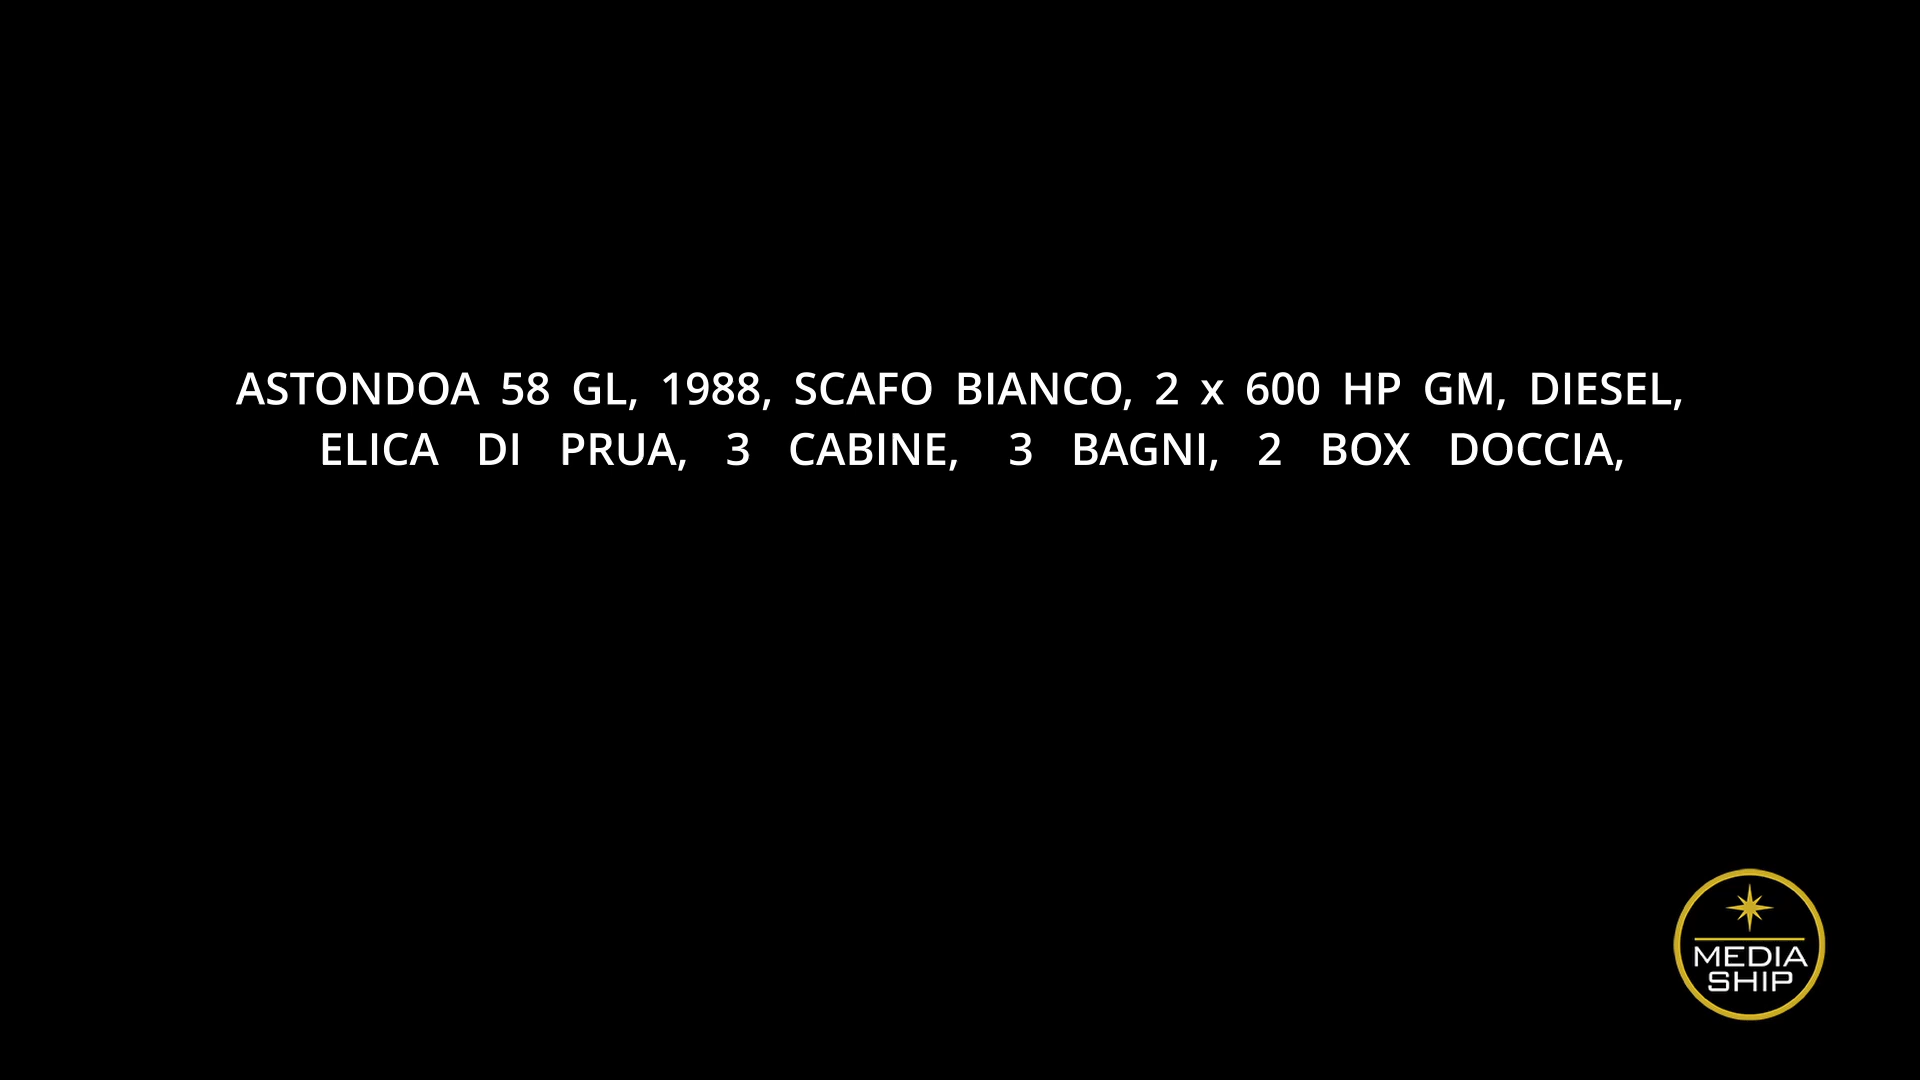 ASTONDOA 58 GL, 1988, SCAFO BIANCO, 2 x 600 HP GM, DIESEL,
ELICA DI PRUA, 3 CABINE, 3 BAGNI, 2 BOX DOCCIA,
MEDIA
SHIP